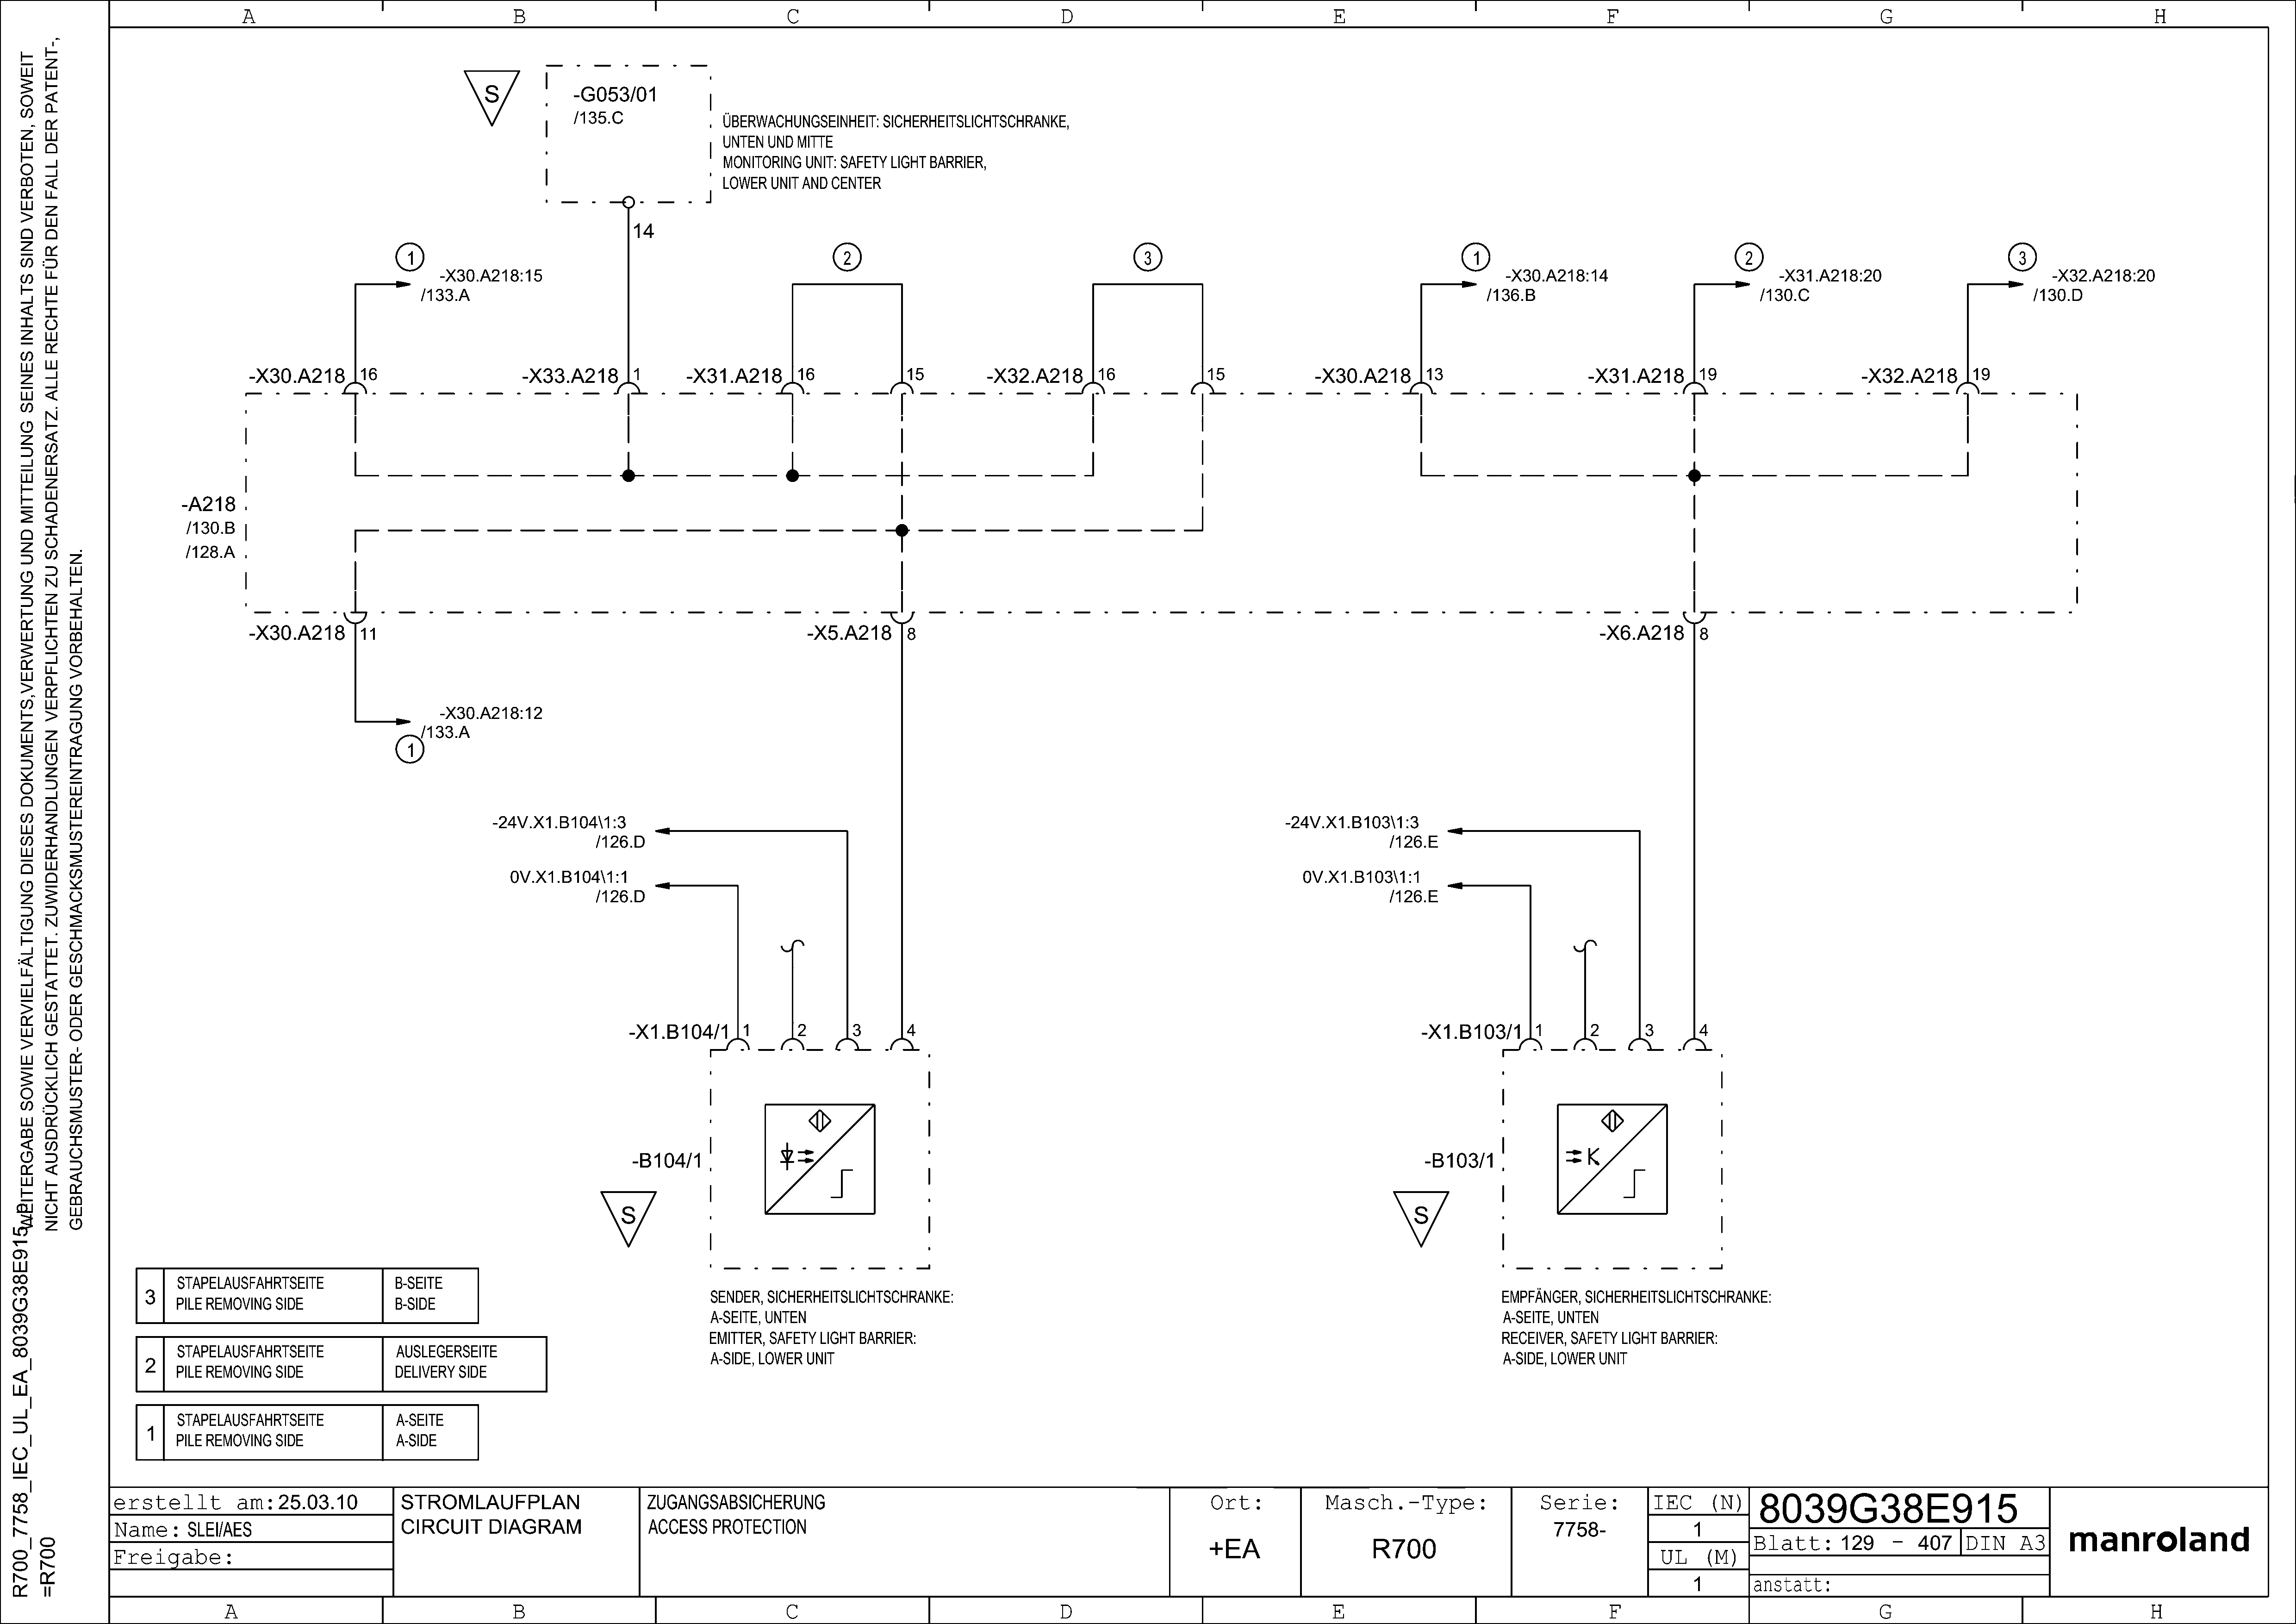 A B C D E F G H
S
-G053/01
/135.C
ÜBERWACHUNGSEINHEIT: SICHERHEITSLICHTSCHRANKE,
UNTEN UND MITTE
MONITORING UNIT: SAFETY LIGHT BARRIER,
LOWER UNIT AND CENTER
14
1 2 3 1 2 3
-X30.A218:15
/133.A
-X30.A218:14
/136.B
-X31.A218:20
/130.C
-X32.A218:20
/130.D
-X30.A218 16 -X33.A218 1 -X31.A218 16 15 -X32.A218 16 15 -X30.A218 13 -X31.A218 19 -X32.A218 19
-A218
/130.B
/128.A
-X30.A218 11 -X5.A218 8 -X6.A218 8
-X30.A218:12
/133.A
1
-24V.X1.B104\1:3
/126.D
0V.X1.B104\1:1
/126.D
-24V.X1.B103\1:3
/126.E
0V.X1.B103\1:1
/126.E
-X1.B104/1 1 2 3 4
-X1.B103/1 1 2 3 4
-B104/1
S
-B103/1
S
SENDER, SICHERHEITSLICHTSCHRANKE:
A-SEITE, UNTEN
EMITTER, SAFETY LIGHT BARRIER:
A-SIDE, LOWER UNIT
EMPFÄNGER, SICHERHEITSLICHTSCHRANKE:
A-SEITE, UNTEN
RECEIVER, SAFETY LIGHT BARRIER:
A-SIDE, LOWER UNIT
3
STAPELAUSFAHRTSEITE B-SEITE
PILE REMOVING SIDE B-SIDE
2
STAPELAUSFAHRTSEITE AUSLEGERSEITE
PILE REMOVING SIDE DELIVERY SIDE
1
STAPELAUSFAHRTSEITE A-SEITE
PILE REMOVING SIDE A-SIDE
erstellt am: 25.03.10
Name: SLEI/AES
Freigabe:
STROMLAUFPLAN
CIRCUIT DIAGRAM
ZUGANGSABSICHERUNG
ACCESS PROTECTION
Ort:
+EA
Masch.-Type:
R700
Serie:
7758-
IEC (N)
1
UL (M)
1
8039G38E915
Blatt: 129 - 407 DIN A3
anstatt:
manroland
A B C D E F G H
WEITERGABE SOWIE VERVIELFÄLTIGUNG DIESES DOKUMENTS,VERWERTUNG UND MITTEILUNG SEINES INHALTS SIND VERBOTEN, SOWEIT
NICHT AUSDRÜCKLICH GESTATTET. ZUWIDERHANDLUNGEN VERPFLICHTEN ZU SCHADENERSATZ. ALLE RECHTE FÜR DEN FALL DER PATENT-,
GEBRAUCHSMUSTER- ODER GESCHMACKSMUSTEREINTRAGUNG VORBEHALTEN.
R700_7758_IEC_UL_EA_8039G38E915_D
=R700